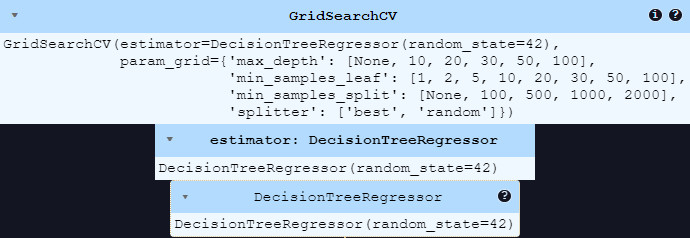 GridSearchCV
GridSearchCV(estimator=DecisionTreeRegressor(random_state=42),
param_grid={'max_depth': [None, 10, 20, 30, 50, 100],
'min_samples_leaf': [1, 2, 5, 10, 20, 30, 50, 100],
'min_samples_split': [None, 100, 500, 1000, 2000],
'splitter': ['best', 'random']})
estimator: DecisionTreeRegressor
DecisionTreeRegressor(random_state=42)
DecisionTreeRegressor
DecisionTreeRegressor(random_state=42)